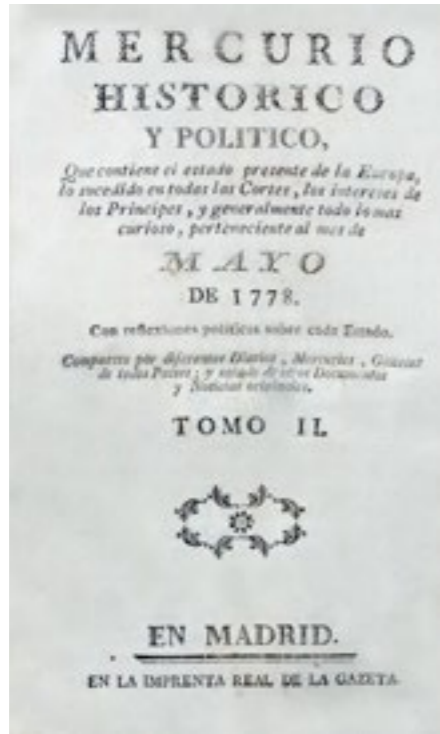 MERCURIO
HISTORICO
Y POLITICO,
Que contiene el estado presente de la Europa,
lo sucedido en todas las Cortes, los intereses de
los Principes, y generalmente todo lo mas
curioso, perteneciente al mes de
MAYO
DE 1778.
Con reflexiones politicas sobre cada Estado.
Compuesto por diferentes Diarios, Mercurios, Gazetas
de todos Paises, y sacado de otros Documentos
y Noticias originales.
TOMO II.
EN MADRID.
EN LA IMPRENTA REAL DE LA GAZETA